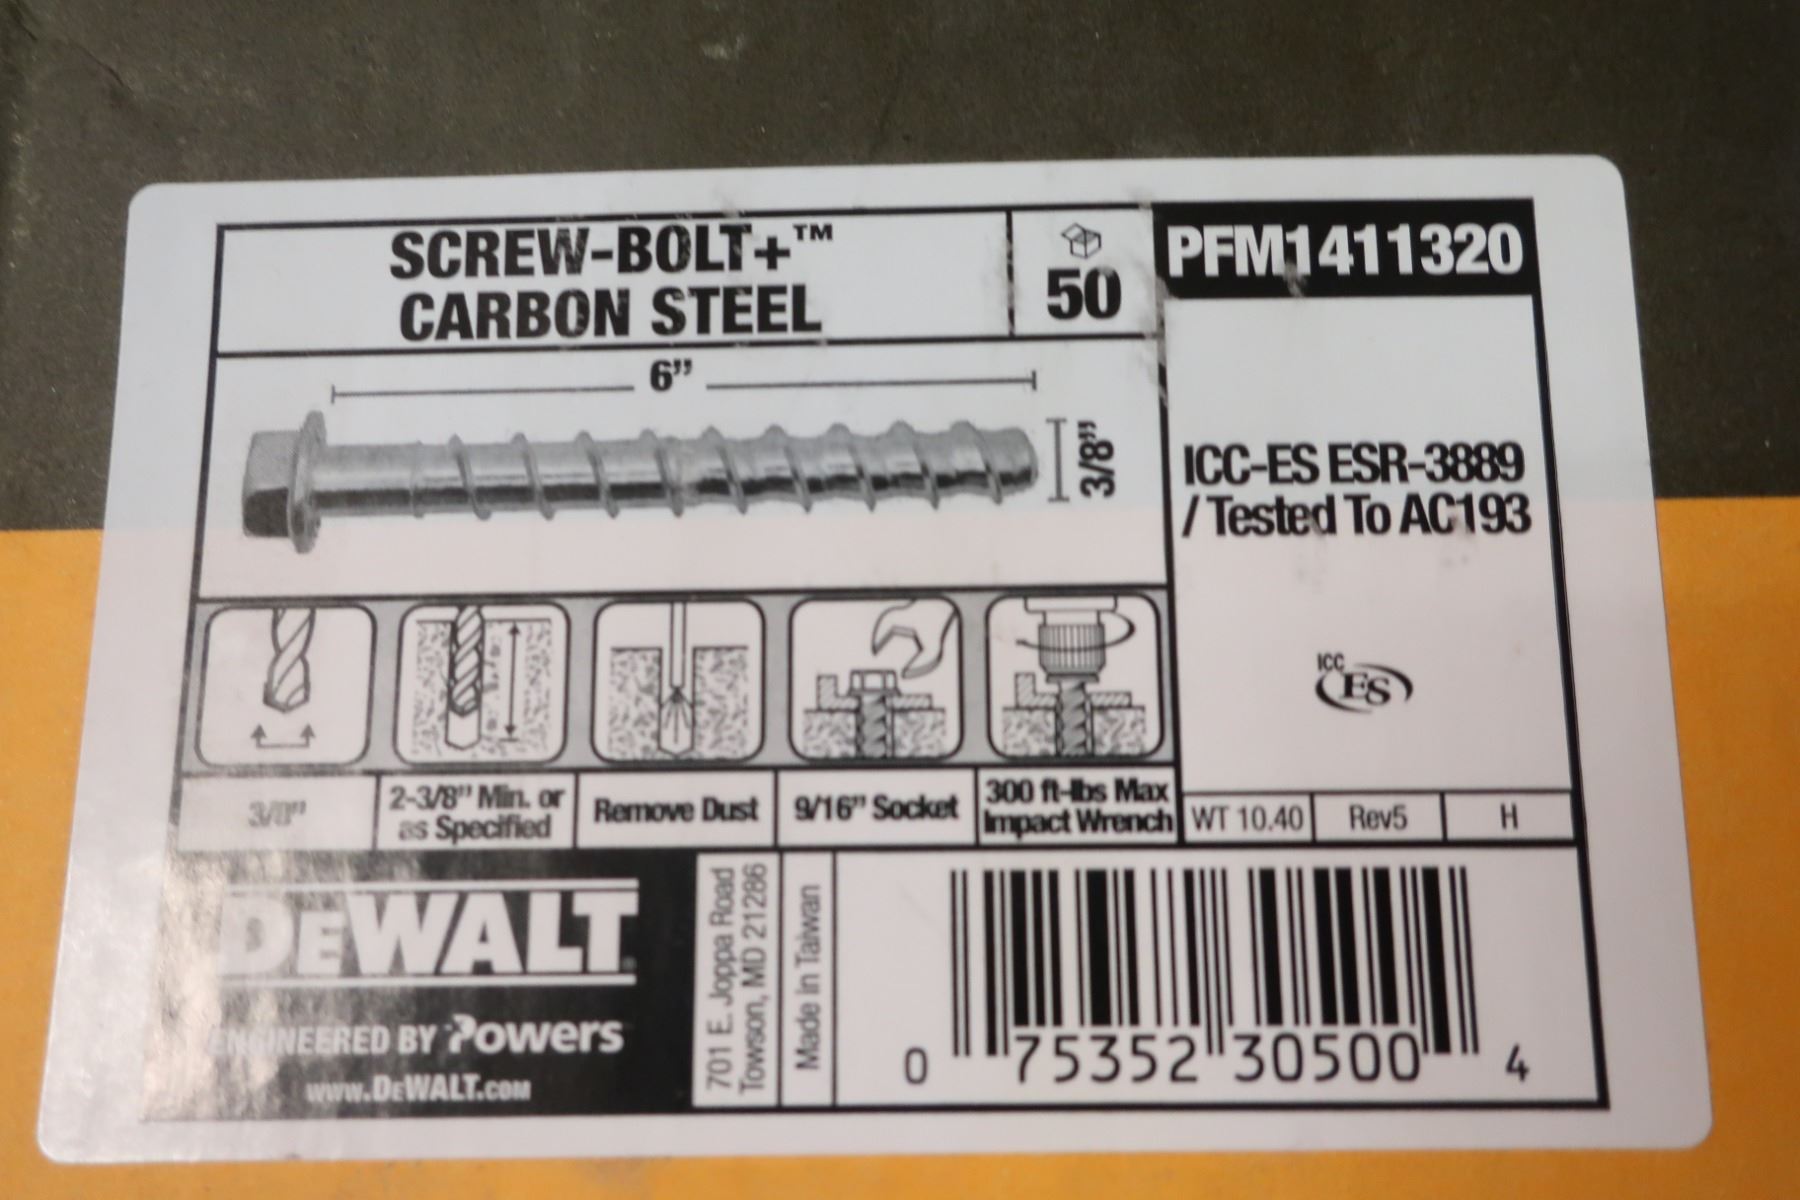 SCREW-BOLT+™
CARBON STEEL
50
PFM1411320
6”
3/8”
ICC-ES ESR-3889
/ Tested To AC193
ICC
ES
3/8”
2-3/8” Min. or
as Specified
Remove Dust
9/16” Socket
300 ft-lbs Max
Impact Wrench
WT 10.40
Rev5
H
DEWALT
ENGINEERED BY Powers
www.DEWALT.com
701 E. Joppa Road
Towson, MD 21286
Made in Taiwan
0 75352 30500 4